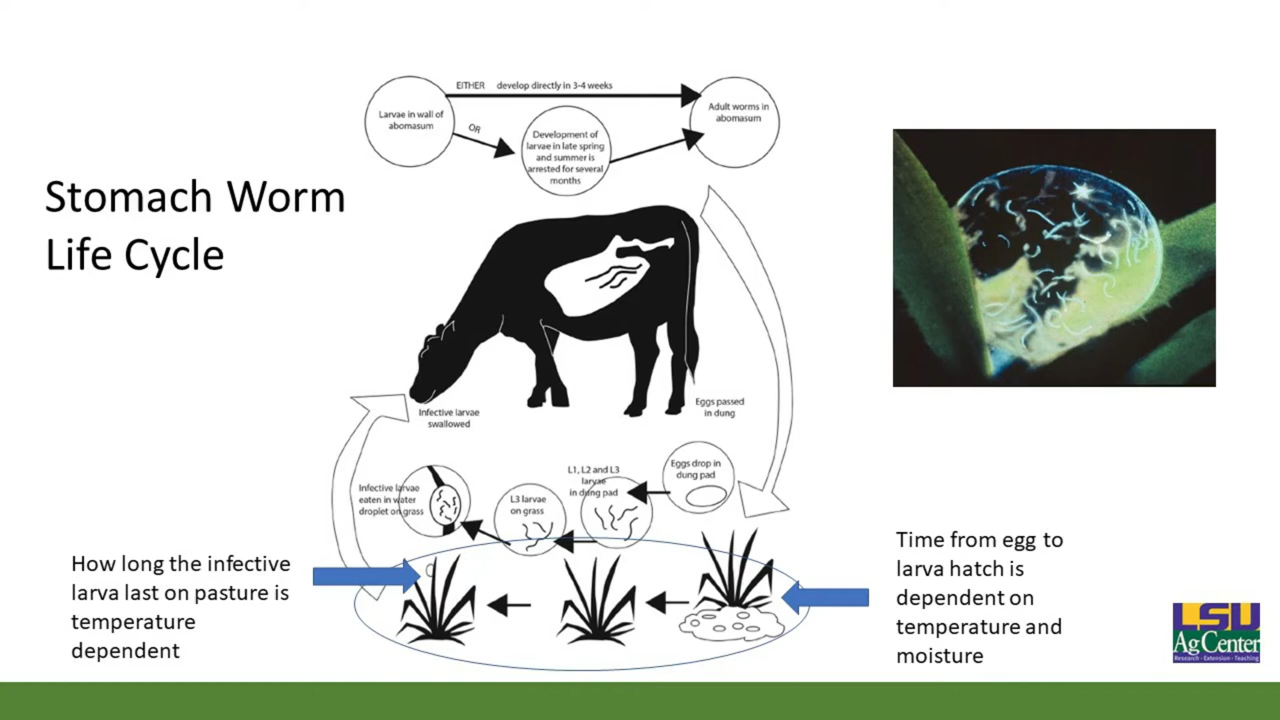 Stomach Worm
Life Cycle
Larvae in wall of
abomasum
EITHER develop directly in 3-4 weeks
OR
Development of
larvae in late spring
and summer is
arrested for several
months
Adult worms in
abomasum
Infective larvae
swallowed
Eggs passed
in dung
Eggs drop in
dung pad
L1, L2 and L3
larvae
in dung pad
L3 larvae
on grass
Infective larvae
eaten in water
droplet on grass
How long the infective
larva last on pasture is
temperature
dependent
Time from egg to
larva hatch is
dependent on
temperature and
moisture
LSU
AgCenter
Research · Extension · Teaching